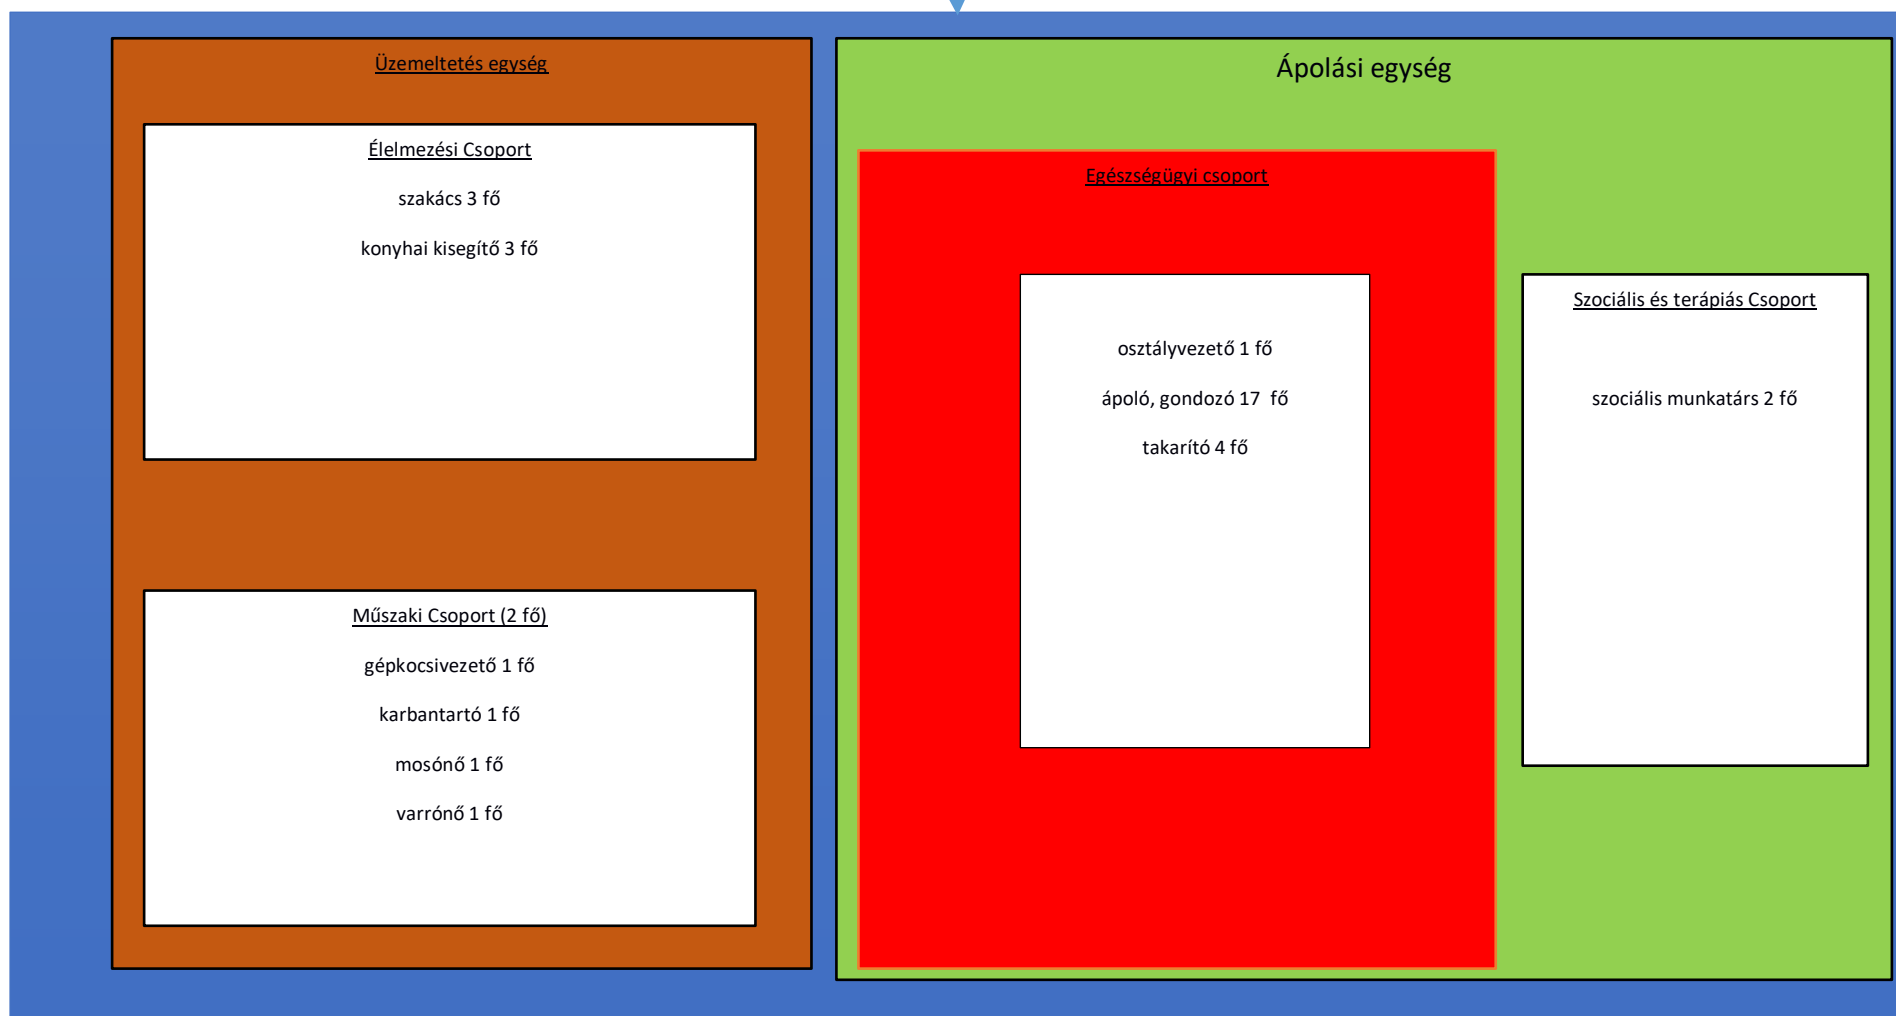 Üzemeltetés egység
Élelmezési Csoport
szakács 3 fő
konyhai kisegítő 3 fő
Műszaki Csoport (2 fő)
gépkocsivezető 1 fő
karbantartó 1 fő
mosónő 1 fő
varrónő 1 fő
Ápolási egység
Egészségügyi csoport
osztályvezető 1 fő
ápoló, gondozó 17 fő
takarító 4 fő
Szociális és terápiás Csoport
szociális munkatárs 2 fő